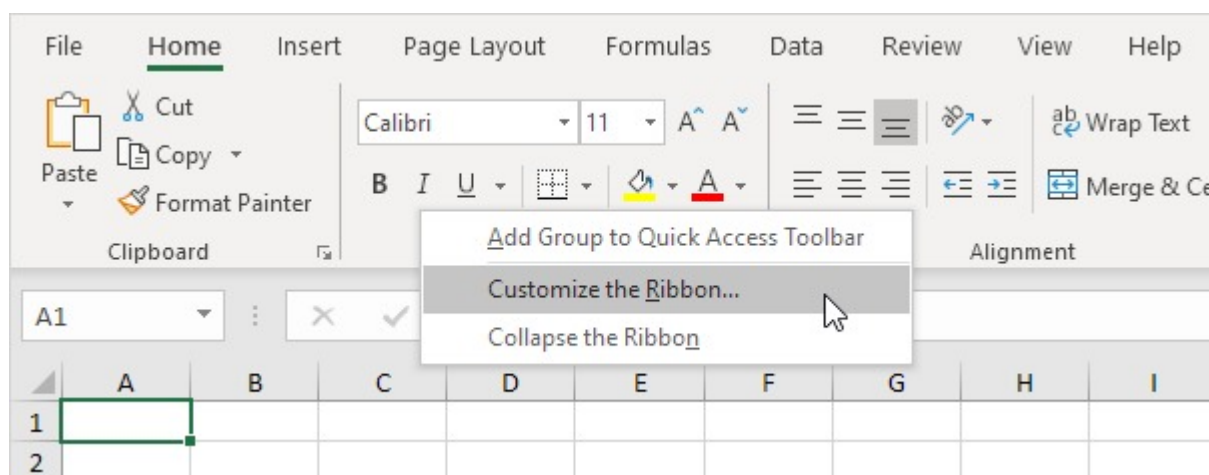 File Home Insert Page Layout Formulas Data Review View Help
Cut
Copy
Paste
Format Painter
Clipboard
Calibri 11 A A
B I U A
ab Wrap Text
Merge & Ce
Alignment
Add Group to Quick Access Toolbar
Customize the Ribbon...
Collapse the Ribbon
A1
A B C D E F G H I
1
2